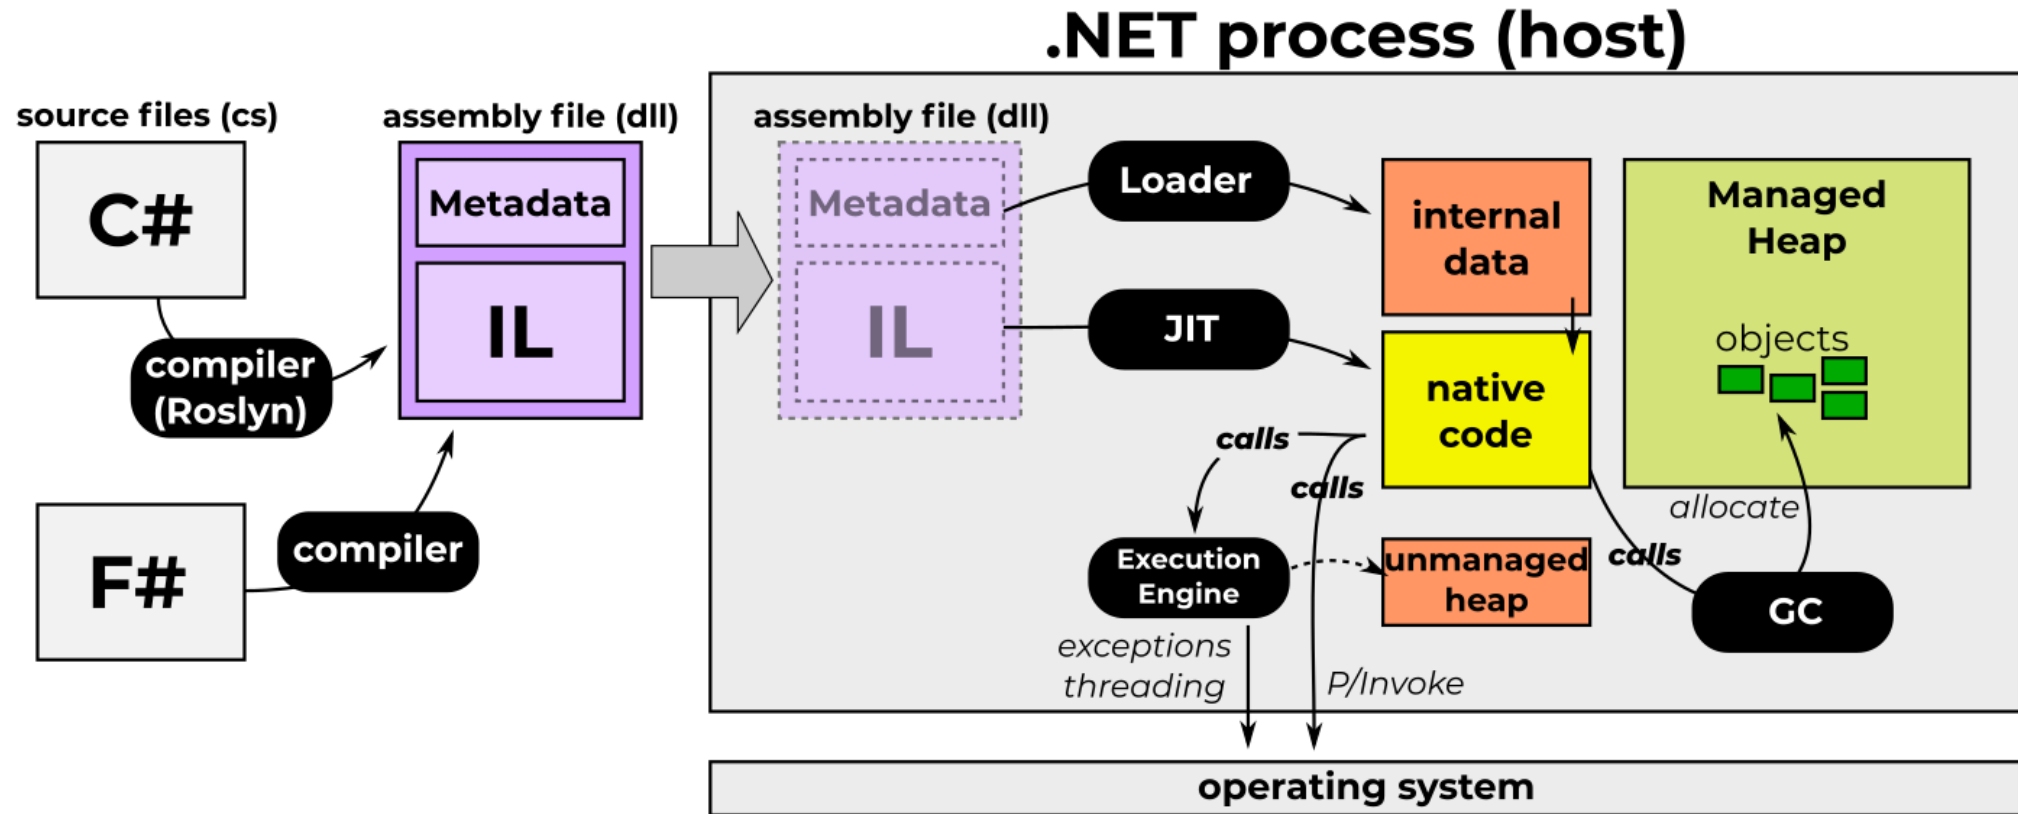 .NET process (host)
source files (cs)
assembly file (dll)
assembly file (dll)
C#
Metadata
IL
compiler
(Roslyn)
F#
compiler
Metadata
IL
Loader
JIT
internal
data
native
code
Managed
Heap
objects
calls
calls
allocate
calls
Execution
Engine
unmanaged
heap
GC
exceptions
threading
P/Invoke
operating system